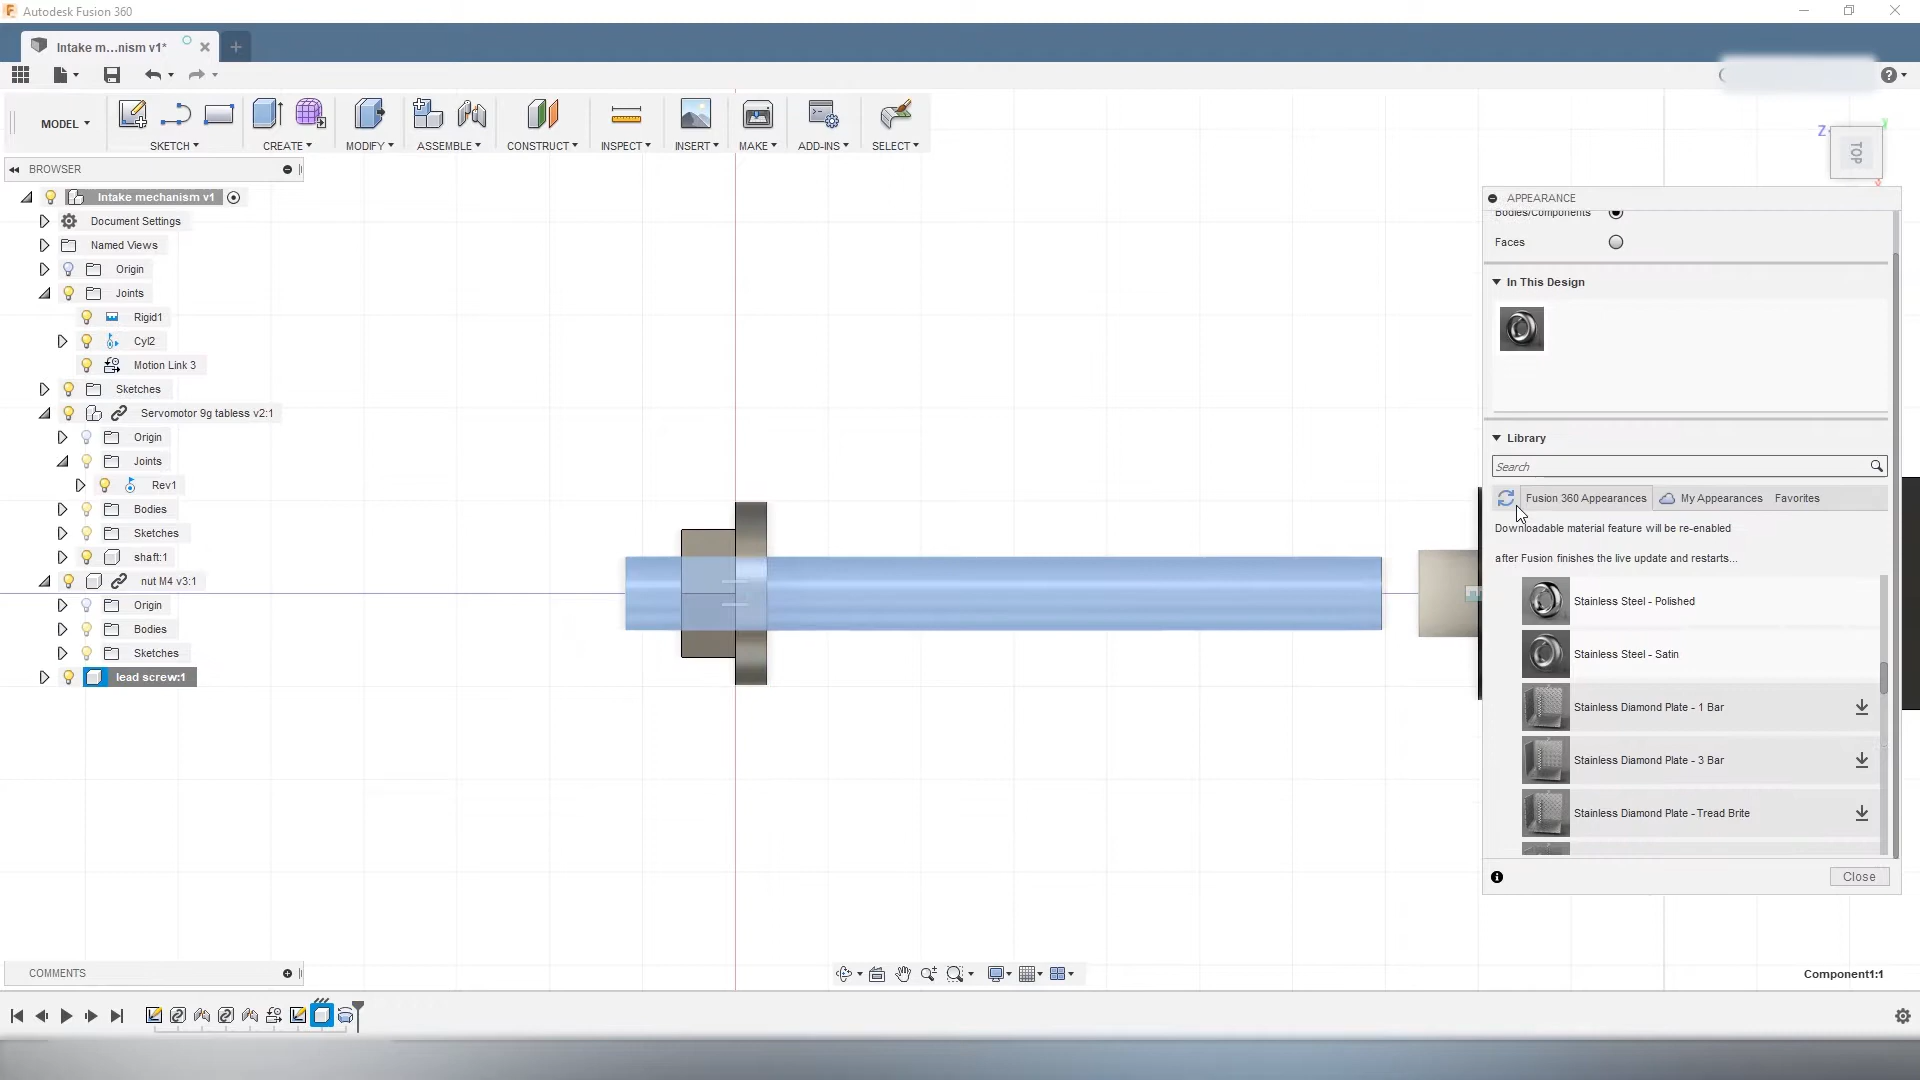 Autodesk Fusion 360
Intake m...nism v1*
MODEL
SKETCH
CREATE
MODIFY
ASSEMBLE
CONSTRUCT
INSPECT
INSERT
MAKE
ADD-INS
SELECT
Z
TOP
BROWSER
Intake mechanism v1
Document Settings
Named Views
Origin
Joints
Rigid1
Cyl2
Motion Link 3
Sketches
Servomotor 9g tabless v2:1
Origin
Joints
Rev1
Bodies
Sketches
shaft:1
nut M4 v3:1
Origin
Bodies
Sketches
lead screw:1
APPEARANCE
Bodies/Components
Faces
In This Design
Library
Search
Fusion 360 Appearances My Appearances Favorites
Downloadable material feature will be re-enabled
after Fusion finishes the live update and restarts...
Stainless Steel - Polished
Stainless Steel - Satin
Stainless Diamond Plate - 1 Bar
Stainless Diamond Plate - 3 Bar
Stainless Diamond Plate - Tread Brite
Close
COMMENTS
Component1:1